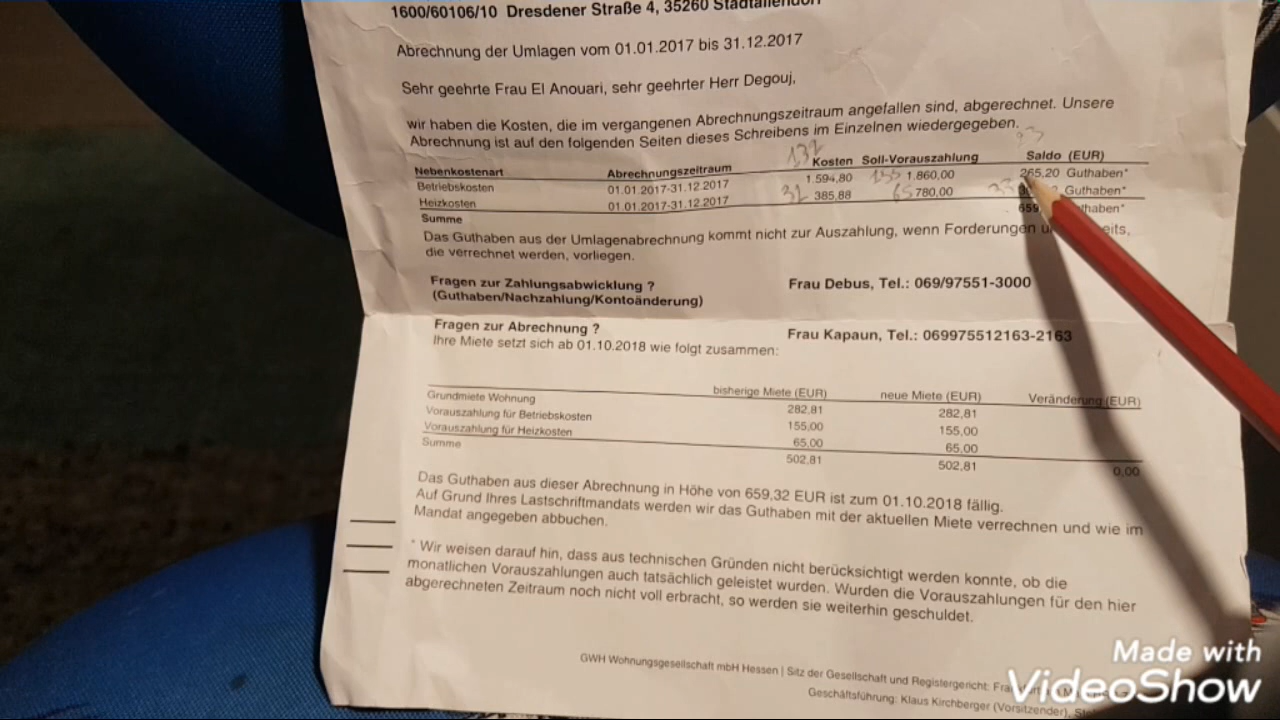 1600/60106/10 Dresdener Straße 4, 35260 Stadtallendorf
Abrechnung der Umlagen vom 01.01.2017 bis 31.12.2017
Sehr geehrte Frau El Anouari, sehr geehrter Herr Degouj,
wir haben die Kosten, die im vergangenen Abrechnungszeitraum angefallen sind, abgerechnet. Unsere
Abrechnung ist auf den folgenden Seiten dieses Schreibens im Einzelnen wiedergegeben.
132
Nebenkostenart Abrechnungszeitraum Kosten Soll-Vorauszahlung Saldo (EUR)
Betriebskosten 01.01.2017-31.12.2017 1.594,80 155 1.860,00 265,20 Guthaben*
Heizkosten 01.01.2017-31.12.2017 32 385,88 65 780,00 33 Guthaben*
Summe 659
Das Guthaben aus der Umlagenabrechnung kommt nicht zur Auszahlung, wenn Forderungen
die verrechnet werden, vorliegen.
Fragen zur Zahlungsabwicklung ? Frau Debus, Tel.: 069/97551-3000
(Guthaben/Nachzahlung/Kontoänderung)
Fragen zur Abrechnung ? Frau Kapaun, Tel.: 069975512163-2163
Ihre Miete setzt sich ab 01.10.2018 wie folgt zusammen:
bisherige Miete (EUR) neue Miete (EUR) Veränderung (EUR)
Grundmiete Wohnung 282,81 282,81
Vorauszahlung für Betriebskosten 155,00 155,00
Vorauszahlung für Heizkosten 65,00 65,00
Summe 502,81 502,81 0,00
Das Guthaben aus dieser Abrechnung in Höhe von 659,32 EUR ist zum 01.10.2018 fällig.
Auf Grund Ihres Lastschriftmandats werden wir das Guthaben mit der aktuellen Miete verrechnen und wie im
Mandat angegeben abbuchen.
* Wir weisen darauf hin, dass aus technischen Gründen nicht berücksichtigt werden konnte, ob die
monatlichen Vorauszahlungen auch tatsächlich geleistet wurden. Wurden die Vorauszahlungen für den hier
abgerechneten Zeitraum noch nicht voll erbracht, so werden sie weiterhin geschuldet.
GWH Wohnungsgesellschaft mbH Hessen | Sitz der Gesellschaft und Registergericht:
Geschäftsführung: Klaus Kirchberger (Vorsitzender),
Made with
VideoShow